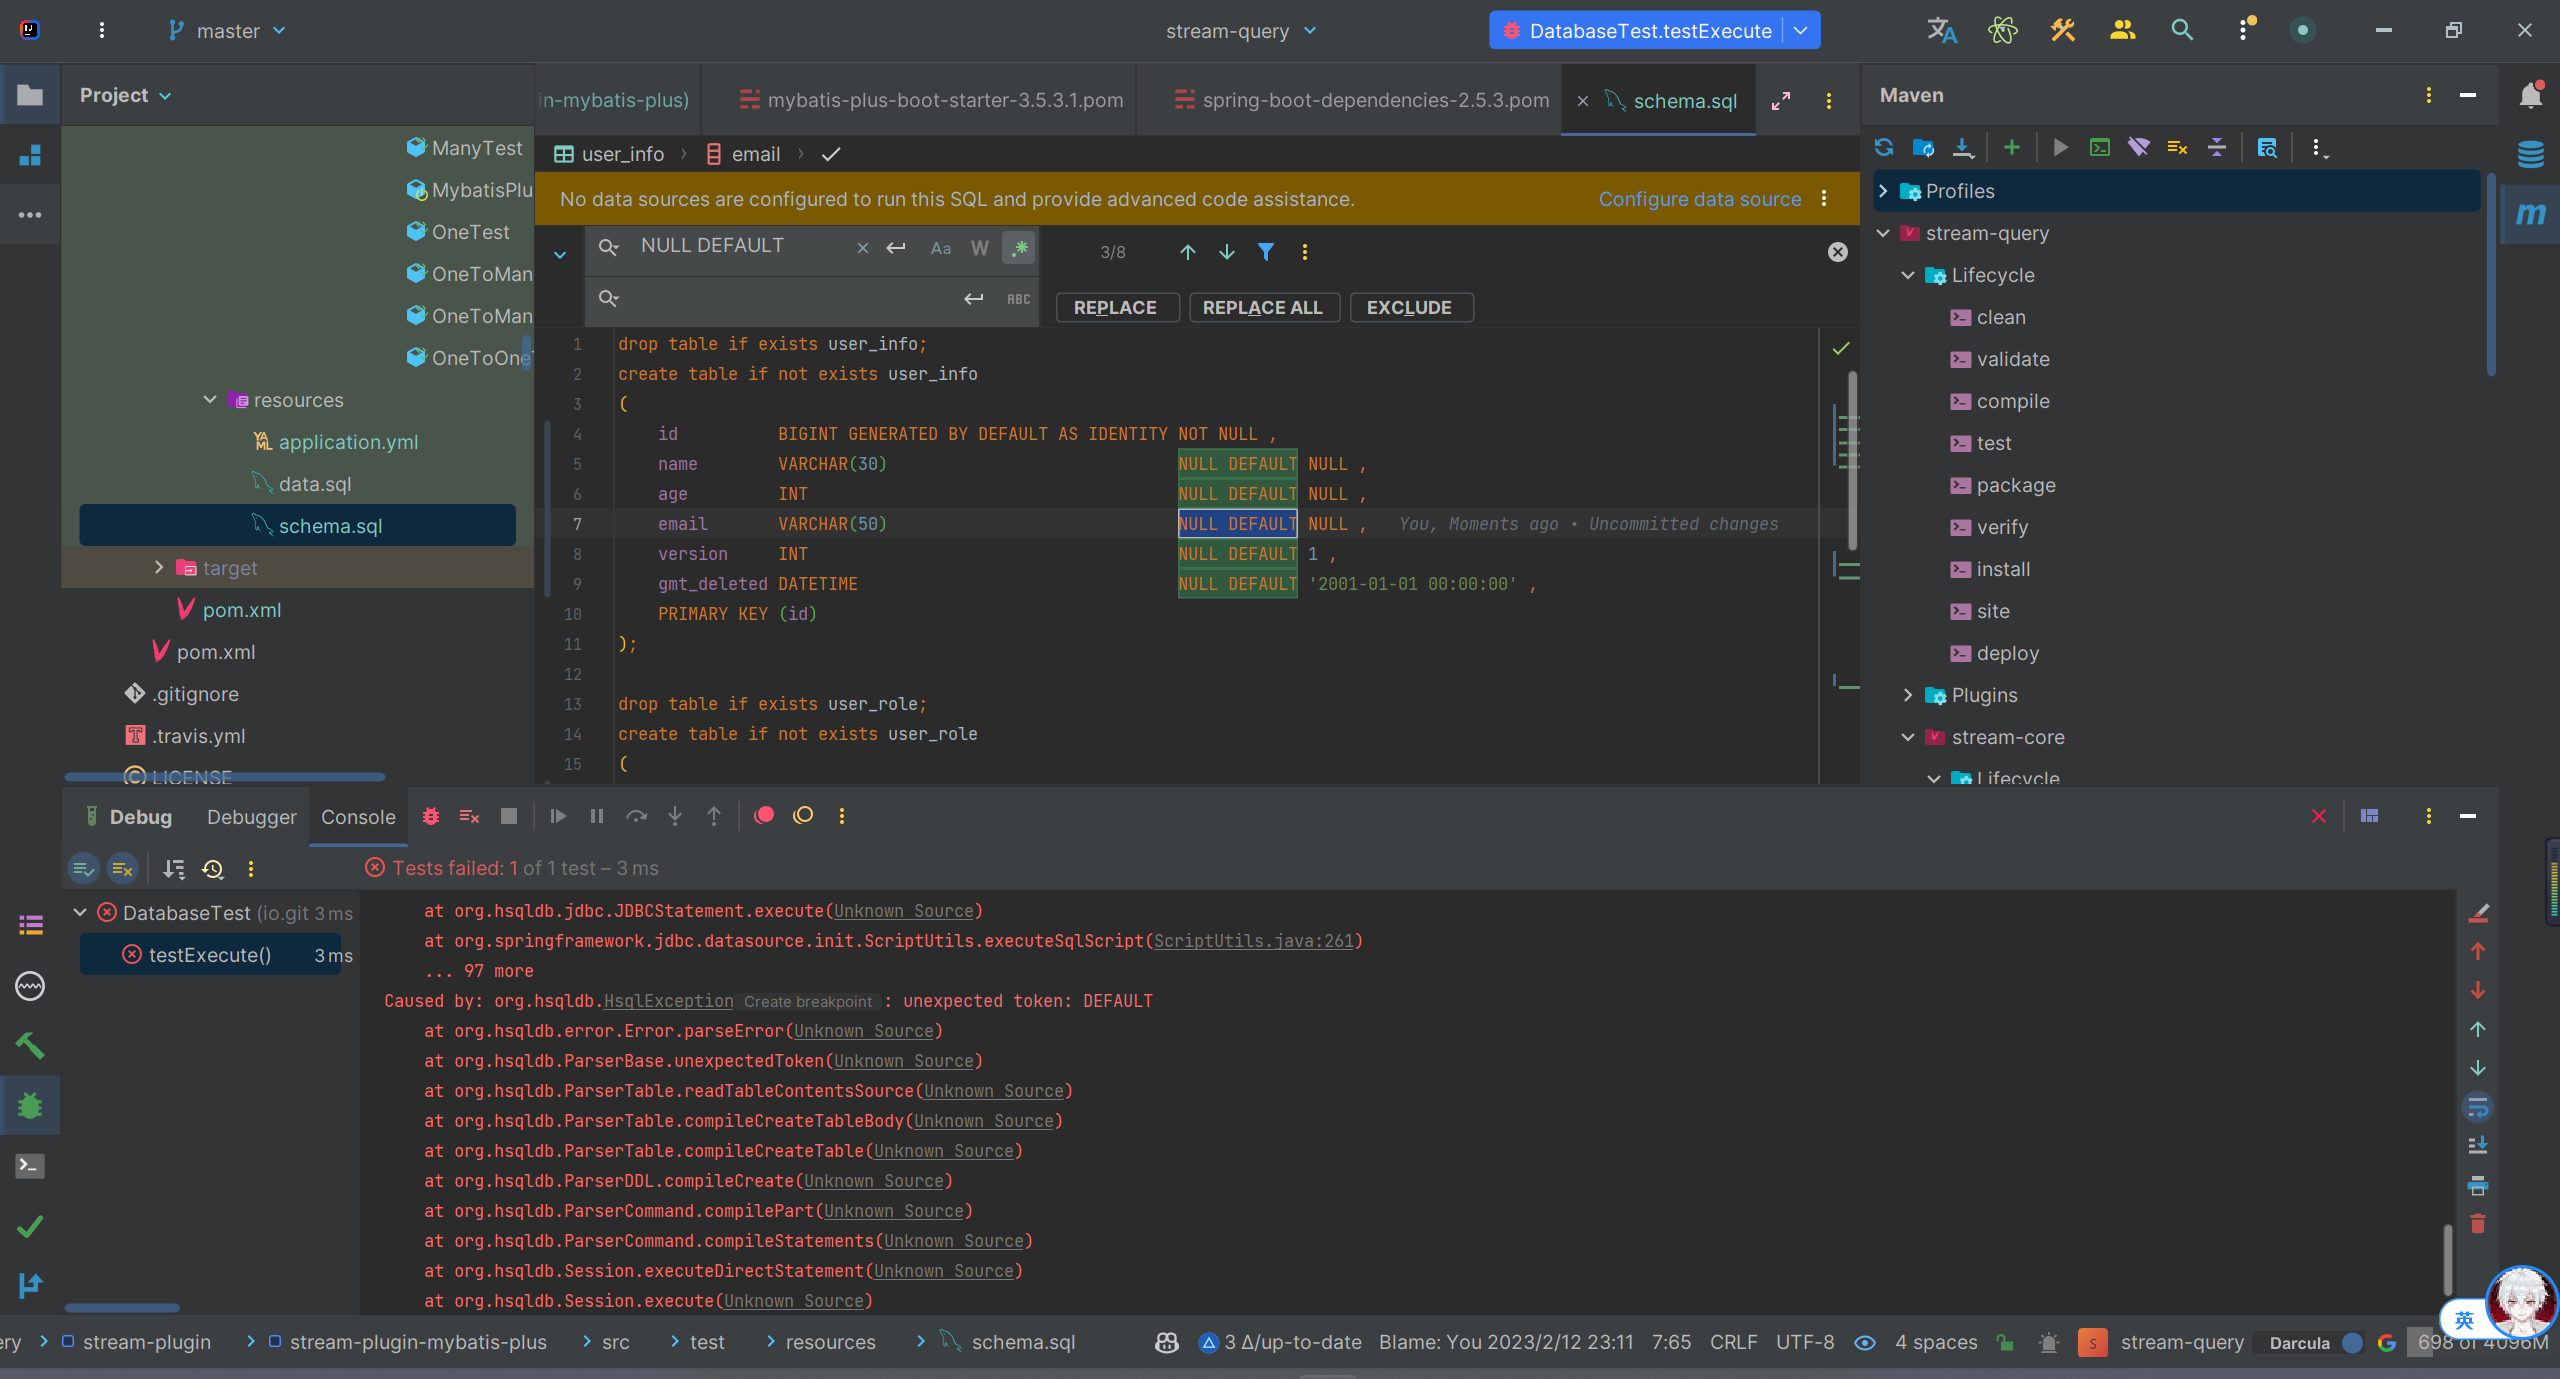 master
stream-query
DatabaseTest.testExecute
Project
in-mybatis-plus)
mybatis-plus-boot-starter-3.5.3.1.pom
spring-boot-dependencies-2.5.3.pom
schema.sql
Maven
ManyTest
MybatisPlu
OneTest
OneToMan
OneToMan
OneToOne
resources
application.yml
data.sql
schema.sql
target
pom.xml
pom.xml
.gitignore
.travis.yml
LICENSE
user_info
email
No data sources are configured to run this SQL and provide advanced code assistance.
Configure data source
NULL DEFAULT
Aa
W
3/8
ABC
REPLACE
REPLACE ALL
EXCLUDE
1 drop table if exists user_info;
2 create table if not exists user_info
3 (
4 id BIGINT GENERATED BY DEFAULT AS IDENTITY NOT NULL ,
5 name VARCHAR(30) NULL DEFAULT NULL ,
6 age INT NULL DEFAULT NULL ,
7 email VARCHAR(50) NULL DEFAULT NULL , You, Moments ago • Uncommitted changes
8 version INT NULL DEFAULT 1 ,
9 gmt_deleted DATETIME NULL DEFAULT '2001-01-01 00:00:00' ,
10 PRIMARY KEY (id)
11 );
12
13 drop table if exists user_role;
14 create table if not exists user_role
15 (
Profiles
stream-query
Lifecycle
clean
validate
compile
test
package
verify
install
site
deploy
Plugins
stream-core
Lifecycle
m
Debug
Debugger
Console
Tests failed: 1 of 1 test – 3 ms
DatabaseTest (io.git 3 ms
testExecute() 3 ms
at org.hsqldb.jdbc.JDBCStatement.execute(Unknown Source)
at org.springframework.jdbc.datasource.init.ScriptUtils.executeSqlScript(ScriptUtils.java:261)
... 97 more
Caused by: org.hsqldb.HsqlException Create breakpoint : unexpected token: DEFAULT
at org.hsqldb.error.Error.parseError(Unknown Source)
at org.hsqldb.ParserBase.unexpectedToken(Unknown Source)
at org.hsqldb.ParserTable.readTableContentsSource(Unknown Source)
at org.hsqldb.ParserTable.compileCreateTableBody(Unknown Source)
at org.hsqldb.ParserTable.compileCreateTable(Unknown Source)
at org.hsqldb.ParserDDL.compileCreate(Unknown Source)
at org.hsqldb.ParserCommand.compilePart(Unknown Source)
at org.hsqldb.ParserCommand.compileStatements(Unknown Source)
at org.hsqldb.Session.executeDirectStatement(Unknown Source)
at org.hsqldb.Session.execute(Unknown Source)
英
ery
stream-plugin
stream-plugin-mybatis-plus
src
test
resources
schema.sql
3 Δ/up-to-date
Blame: You 2023/2/12 23:11
7:65
CRLF
UTF-8
4 spaces
S
stream-query
Darcula
698 of 4096M